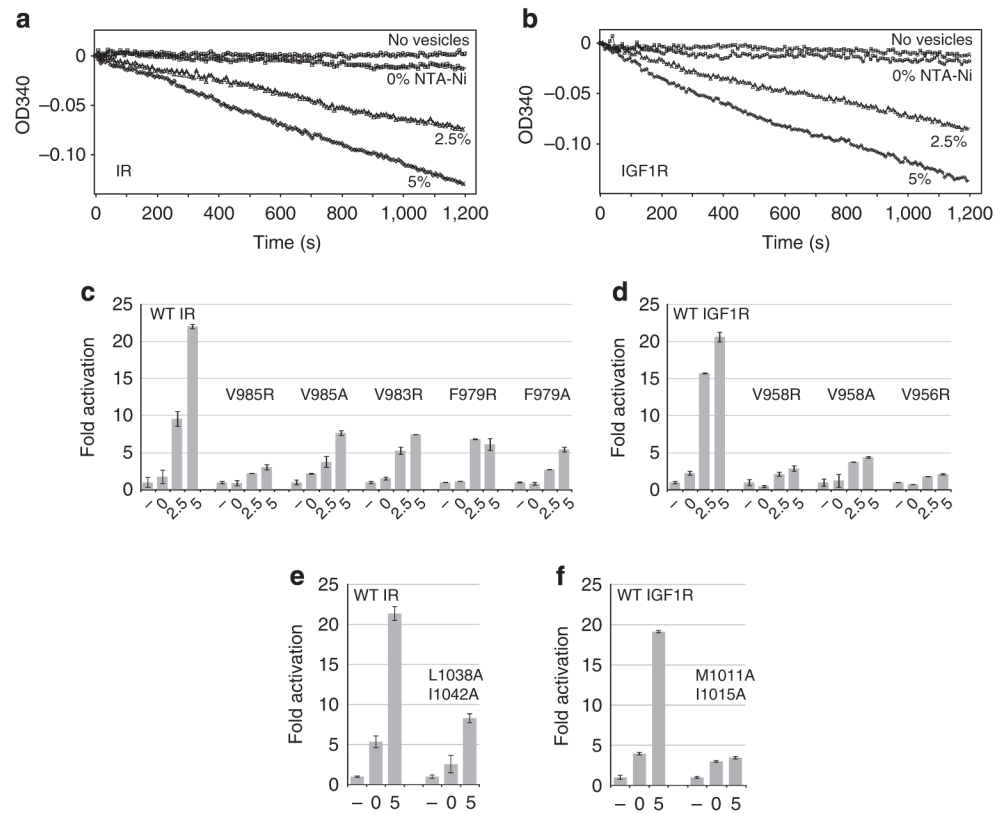 a
No vesicles
0% NTA-Ni
2.5%
5%
IR
OD340
0
−0.05
−0.10
0 200 400 600 800 1,000 1,200
Time (s)
b
No vesicles
0% NTA-Ni
2.5%
5%
IGF1R
OD340
0
−0.05
−0.10
0 200 400 600 800 1,000 1,200
Time (s)
c
WT IR
V985R V985A V983R F979R F979A
Fold activation
25
20
15
10
5
0
– 0 2.5 5 – 0 2.5 5 – 0 2.5 5 – 0 2.5 5 – 0 2.5 5 – 0 2.5 5
d
WT IGF1R
V958R V958A V956R
Fold activation
25
20
15
10
5
0
– 0 2.5 5 – 0 2.5 5 – 0 2.5 5 – 0 2.5 5
e
WT IR
L1038A
I1042A
Fold activation
25
20
15
10
5
0
– 0 5 – 0 5
f
WT IGF1R
M1011A
I1015A
Fold activation
25
20
15
10
5
0
– 0 5 – 0 5